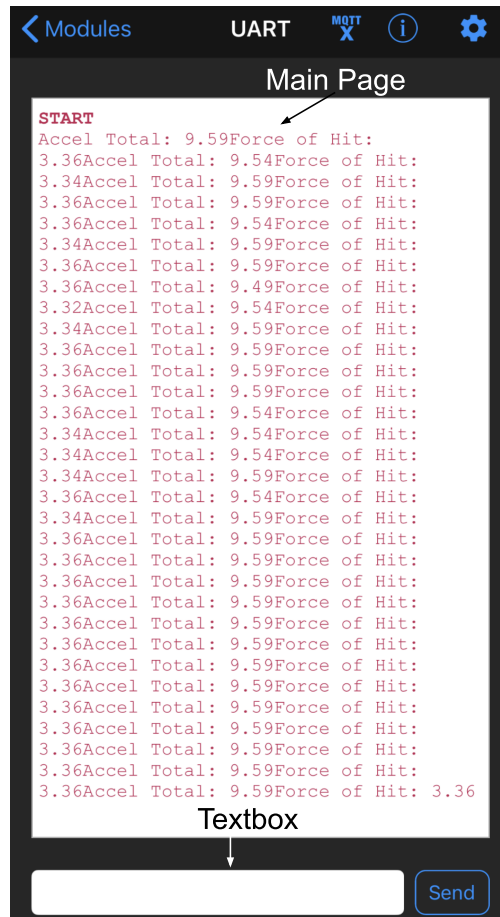 Modules UART MQTT X i
Main Page
START
Accel Total: 9.59Force of Hit:
3.36Accel Total: 9.54Force of Hit:
3.34Accel Total: 9.59Force of Hit:
3.36Accel Total: 9.59Force of Hit:
3.36Accel Total: 9.54Force of Hit:
3.34Accel Total: 9.59Force of Hit:
3.36Accel Total: 9.59Force of Hit:
3.36Accel Total: 9.49Force of Hit:
3.32Accel Total: 9.54Force of Hit:
3.34Accel Total: 9.59Force of Hit:
3.36Accel Total: 9.59Force of Hit:
3.36Accel Total: 9.59Force of Hit:
3.36Accel Total: 9.59Force of Hit:
3.36Accel Total: 9.54Force of Hit:
3.34Accel Total: 9.54Force of Hit:
3.34Accel Total: 9.54Force of Hit:
3.34Accel Total: 9.59Force of Hit:
3.36Accel Total: 9.54Force of Hit:
3.34Accel Total: 9.59Force of Hit:
3.36Accel Total: 9.59Force of Hit:
3.36Accel Total: 9.59Force of Hit:
3.36Accel Total: 9.59Force of Hit:
3.36Accel Total: 9.59Force of Hit:
3.36Accel Total: 9.59Force of Hit:
3.36Accel Total: 9.59Force of Hit:
3.36Accel Total: 9.59Force of Hit:
3.36Accel Total: 9.59Force of Hit:
3.36Accel Total: 9.59Force of Hit:
3.36Accel Total: 9.59Force of Hit:
3.36Accel Total: 9.59Force of Hit:
3.36Accel Total: 9.59Force of Hit:
3.36Accel Total: 9.59Force of Hit: 3.36
Textbox
Send